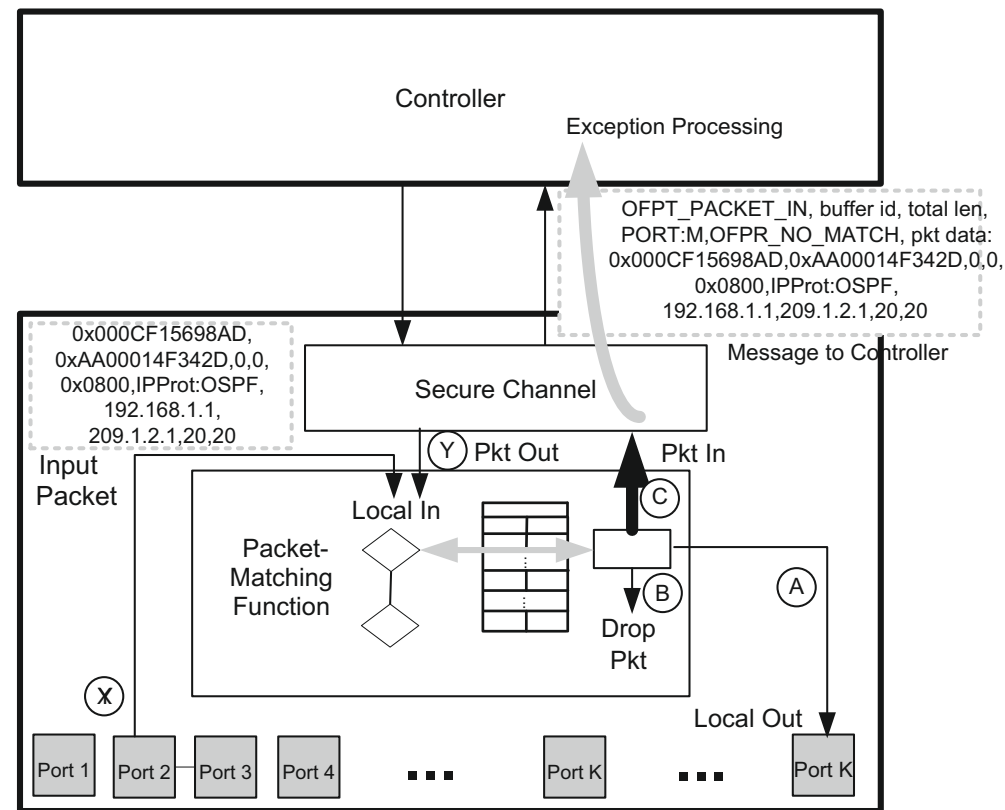 Controller
Exception Processing
OFPT_PACKET_IN, buffer id, total len,
PORT:M,OFPR_NO_MATCH, pkt data:
0x000CF15698AD,0xAA00014F342D,0,0,
0x0800,IPProt:OSPF,
192.168.1.1,209.1.2.1,20,20
Message to Controller
0x000CF15698AD,
0xAA00014F342D,0,0,
0x0800,IPProt:OSPF,
192.168.1.1,
209.1.2.1,20,20
Input
Packet
Secure Channel
Y
Pkt Out
Pkt In
C
Local In
Packet-
Matching
Function
B
Drop
Pkt
A
X
Local Out
Port 1
Port 2
Port 3
Port 4
Port K
Port K